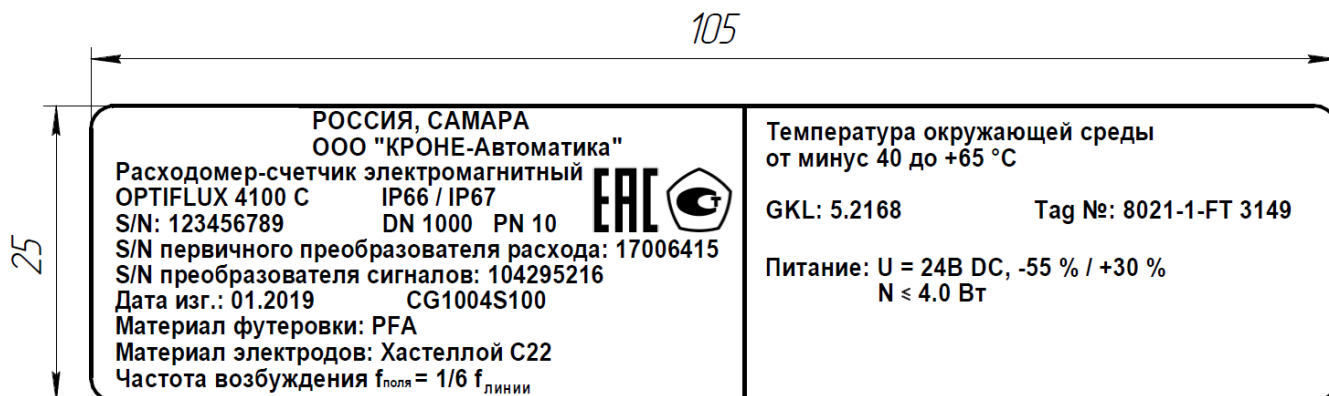 105
25
РОССИЯ, САМАРА
ООО "КРОНЕ-Автоматика"
Расходомер-счетчик электромагнитный
OPTIFLUX 4100 C IP66 / IP67
S/N: 123456789 DN 1000 PN 10
S/N первичного преобразователя расхода: 17006415
S/N преобразователя сигналов: 104295216
Дата изг.: 01.2019 CG1004S100
Материал футеровки: PFA
Материал электродов: Хастеллой С22
Частота возбуждения fполя = 1/6 fлинии
ЕАС
Ст
Температура окружающей среды
от минус 40 до +65 °С
GKL: 5.2168 Tag №: 8021-1-FT 3149
Питание: U = 24В DC, -55 % / +30 %
N ≤ 4.0 Вт